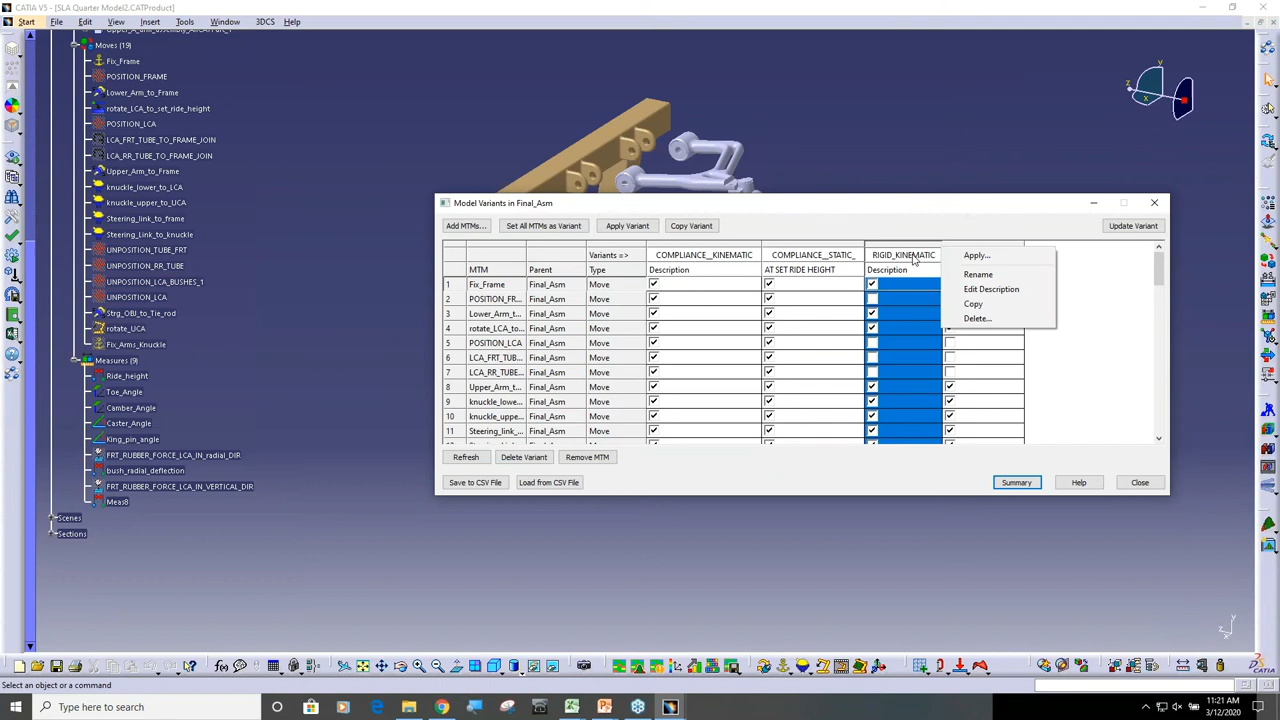 CATIA V5 - [SLA Quarter Model2.CATProduct]
Start File Edit View Insert Tools Window 3DCS Help
Moves (19)
Fix_Frame
POSITION_FRAME
Lower_Arm_to_Frame
rotate_LCA_to_set_ride_height
POSITION_LCA
LCA_FRT_TUBE_TO_FRAME_JOIN
LCA_RR_TUBE_TO_FRAME_JOIN
Upper_Arm_to_Frame
knuckle_lower_to_LCA
knuckle_upper_to_UCA
Steering_link_to_frame
Steering_link_to_knuckle
UNPOSITION_TUBE_FRT
UNPOSITION_RR_TUBE
UNPOSITION_LCA_BUSHES_1
UNPOSITION_LCA
Strg_OBJ_to_Tie_rod
rotate_UCA
Fix_Arms_Knuckle
Measures (9)
Ride_height
Toe_Angle
Camber_Angle
Caster_Angle
King_pin_angle
FRT_RUBBER_FORCE_LCA_IN_radial_DIR
bush_radial_deflection
FRT_RUBBER_FORCE_LCA_IN_VERTICAL_DIR
Meas8
Scenes
Sections
Model Variants in Final_Asm
Add MTMs... Set All MTMs as Variant Apply Variant Copy Variant Update Variant
Variants => COMPLIANCE__KINEMATIC COMPLIANCE__STATIC_ RIGID_KINEMATIC
MTM Parent Type Description AT SET RIDE HEIGHT Description
1 Fix_Frame Final_Asm Move
2 POSITION_FR... Final_Asm Move
3 Lower_Arm_t... Final_Asm Move
4 rotate_LCA_to... Final_Asm Move
5 POSITION_LCA Final_Asm Move
6 LCA_FRT_TUB... Final_Asm Move
7 LCA_RR_TUBE... Final_Asm Move
8 Upper_Arm_t... Final_Asm Move
9 knuckle_lowe... Final_Asm Move
10 knuckle_uppe... Final_Asm Move
11 Steering_link_... Final_Asm Move
Apply...
Rename
Edit Description
Copy
Delete...
Refresh Delete Variant Remove MTM
Save to CSV File Load from CSV File Summary Help Close
z y x
Select an object or a command
Type here to search
11:21 AM
3/12/2020